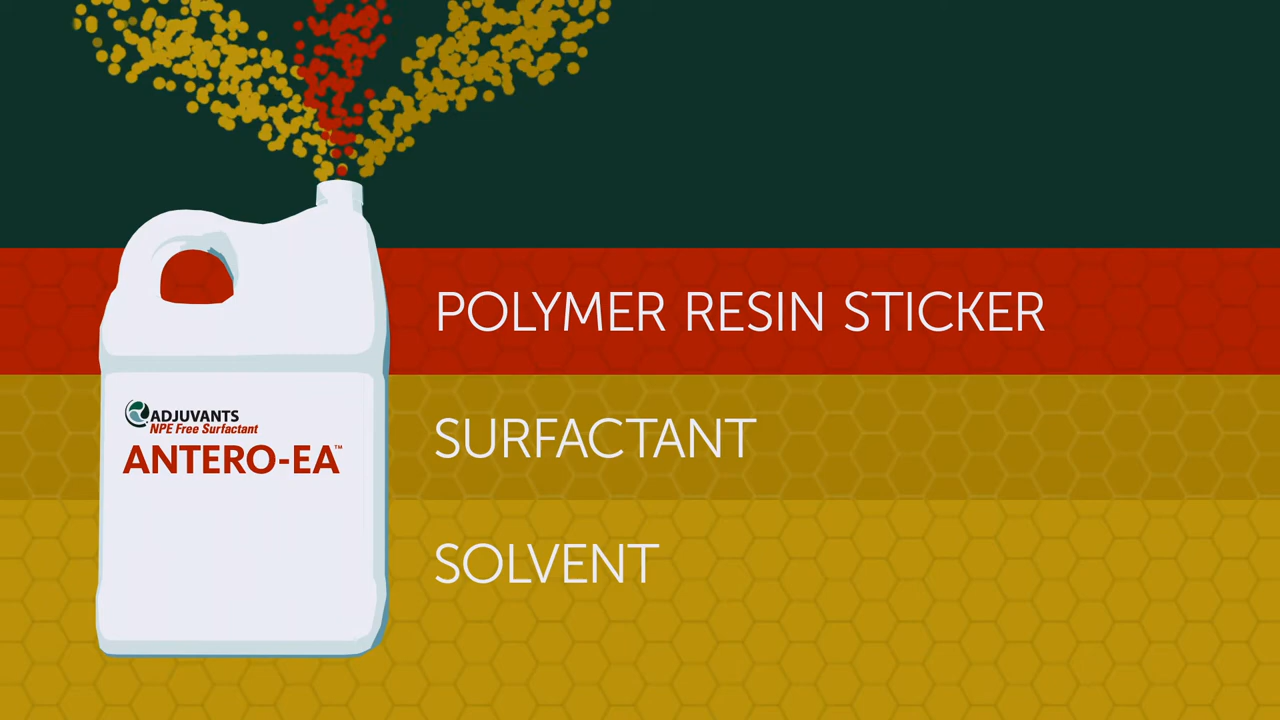 POLYMER RESIN STICKER
ADJUVANTS
NPE Free Surfactant
ANTERO-EA™
SURFACTANT
SOLVENT